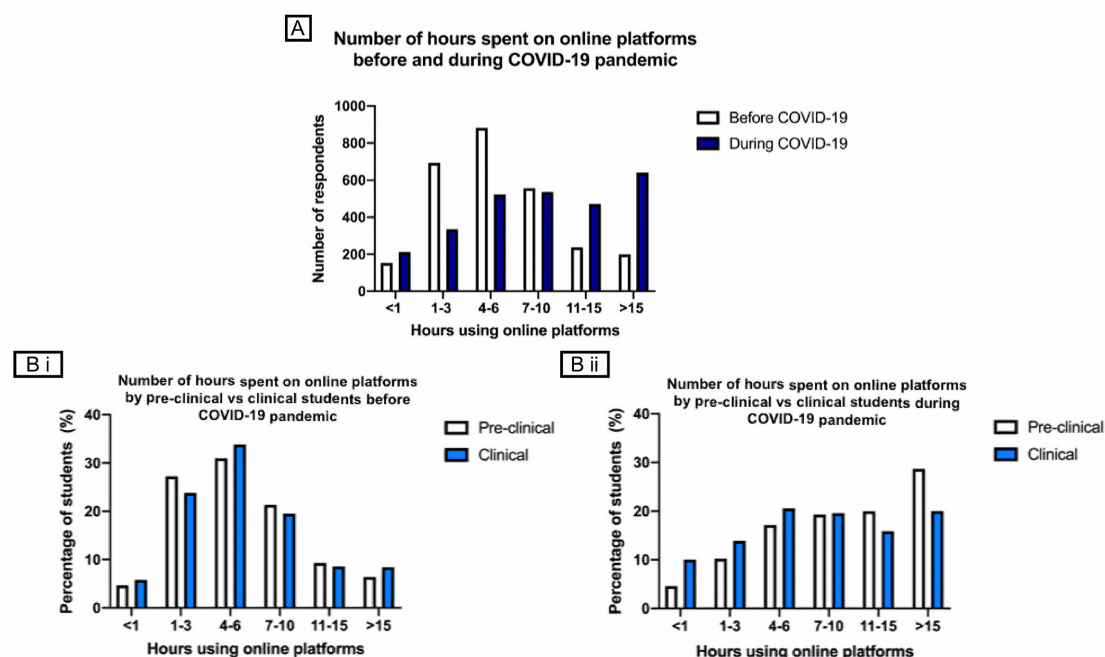 A
Number of hours spent on online platforms
before and during COVID-19 pandemic
1000
800
600
400
200
0
Number of respondents
Before COVID-19
During COVID-19
<1 1-3 4-6 7-10 11-15 >15
Hours using online platforms
B i
Number of hours spent on online platforms
by pre-clinical vs clinical students before
COVID-19 pandemic
40
30
20
10
0
Percentage of students (%)
Pre-clinical
Clinical
<1 1-3 4-6 7-10 11-15 >15
Hours using online platforms
B ii
Number of hours spent on online platforms
by pre-clinical vs clinical students during
COVID-19 pandemic
40
30
20
10
0
Percentage of students (%)
Pre-clinical
Clinical
<1 1-3 4-6 7-10 11-15 >15
Hours using online platforms